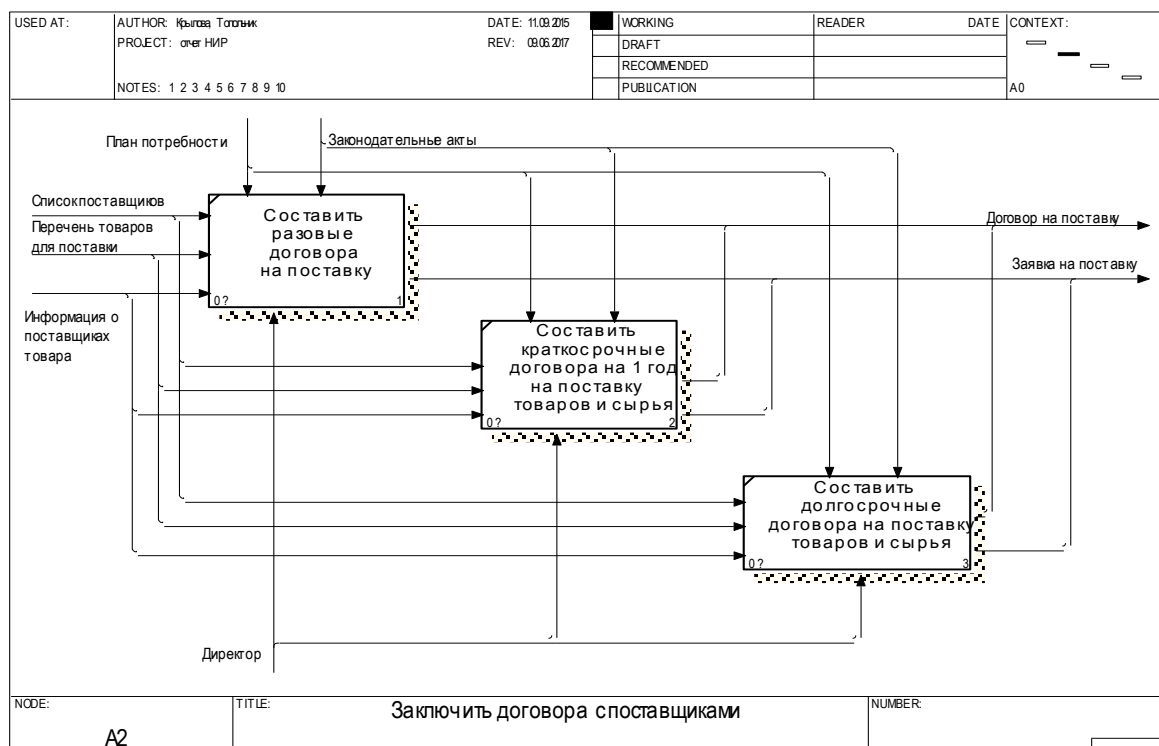 USED AT:
AUTHOR: Крылова, Топольник
DATE: 11.09.2015
WORKING
READER
DATE
CONTEXT:
PROJECT: отчет НИР
REV: 09.06.2017
DRAFT
RECOMMENDED
NOTES: 1 2 3 4 5 6 7 8 9 10
PUBLICATION
A0
План потребности
Законодательные акты
Список поставщиков
Перечень товаров
для поставки
Информация о
поставщиках
товара
Составить
разовые
договора
на поставку
0 ?
1
Договор на поставку
Заявка на поставку
Составить
краткосрочные
договора на 1 год
на поставку
товаров и сырья
0 ?
2
Составить
долгосрочные
договора на поставку
товаров и сырья
0 ?
3
Директор
NODE:
A2
TITLE:
Заключить договора с поставщиками
NUMBER: